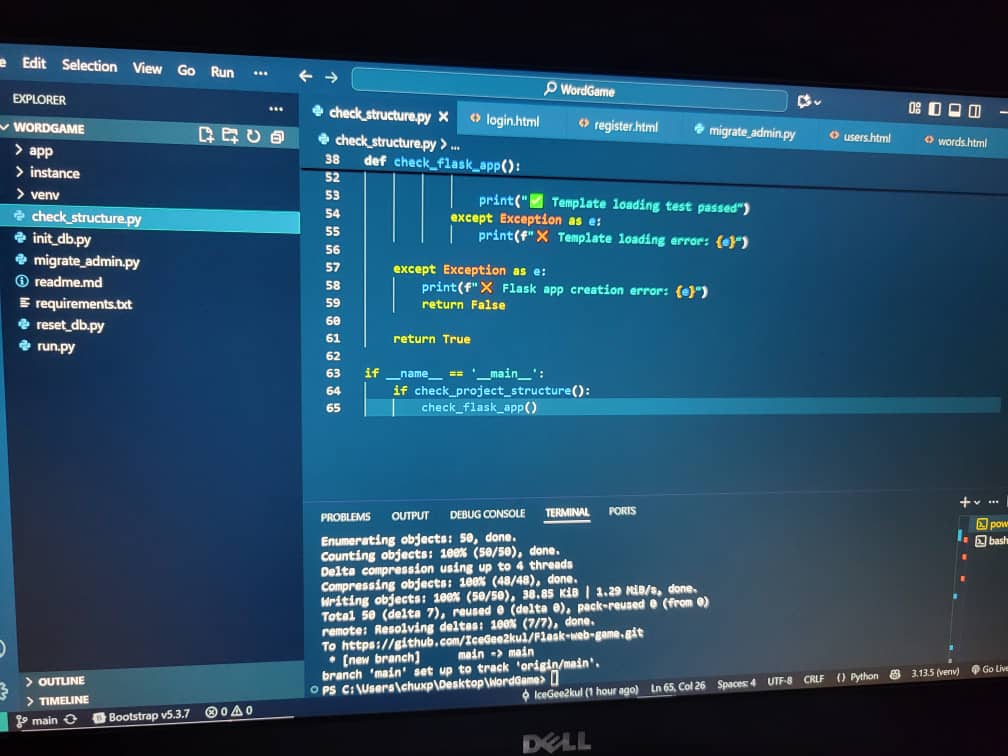 Edit Selection View Go Run ...
WordGame
EXPLORER ...
WORDGAME
app
instance
venv
check_structure.py
init_db.py
migrate_admin.py
readme.md
requirements.txt
reset_db.py
run.py
OUTLINE
TIMELINE
check_structure.py login.html register.html migrate_admin.py users.html words.html
check_structure.py > ...
38 def check_flask_app():
52
53 print("✅ Template loading test passed")
54 except Exception as e:
55 print(f"❌ Template loading error: {e}")
56
57 except Exception as e:
58 print(f"❌ Flask app creation error: {e}")
59 return False
60
61 return True
62
63 if __name__ == '__main__':
64 if check_project_structure():
65 check_flask_app()
PROBLEMS OUTPUT DEBUG CONSOLE TERMINAL PORTS
Enumerating objects: 50, done.
Counting objects: 100% (50/50), done.
Delta compression using up to 4 threads
Compressing objects: 100% (48/48), done.
Writing objects: 100% (50/50), 38.85 KiB | 1.29 MiB/s, done.
Total 50 (delta 7), reused 0 (delta 0), pack-reused 0 (from 0)
remote: Resolving deltas: 100% (7/7), done.
To https://github.com/IceGee2kul/Flask-web-game.git
* [new branch] main -> main
branch 'main' set up to track 'origin/main'.
PS C:\Users\chuxp\Desktop\WordGame>
pow
bash
main Bootstrap v5.3.7 0 0 IceGee2kul (1 hour ago) Ln 65, Col 26 Spaces: 4 UTF-8 CRLF {} Python 3.13.5 (venv) Go Live
DELL